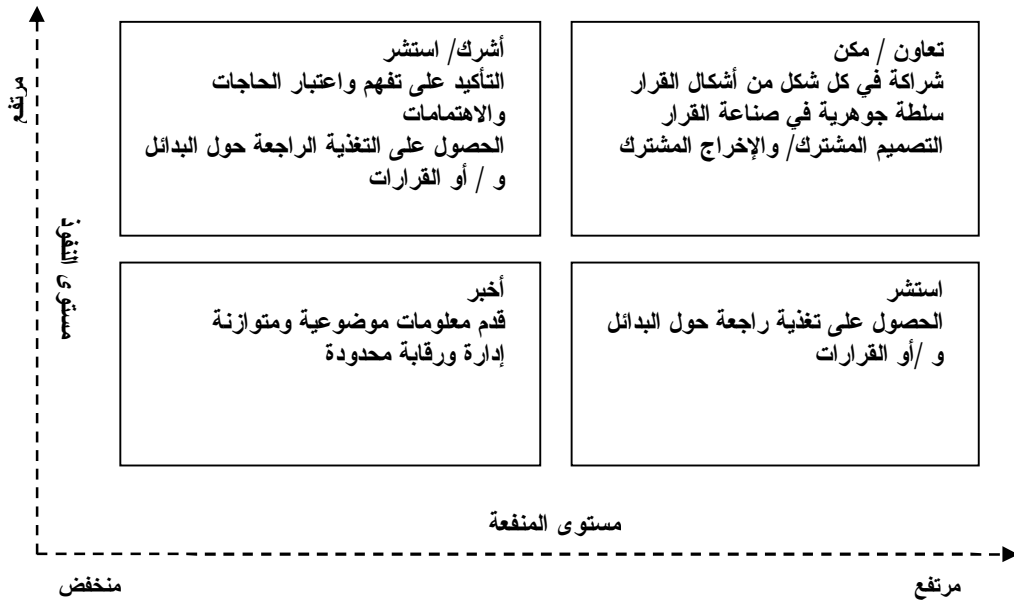 تعاون / مكن
شراكة في كل شكل من أشكال القرار
سلطة جوهرية في صناعة القرار
التصميم المشترك/ والإخراج المشترك
أشرك/ استشر
التأكيد على تفهم واعتبار الحاجات
والاهتمامات
الحصول على التغذية الراجعة حول البدائل
و / أو القرارات
مرتفع
مستوى النفوذ
استشر
الحصول على تغذية راجعة حول البدائل
و /أو القرارات
أخبر
قدم معلومات موضوعية ومتوازنة
إدارة ورقابة محدودة
مستوى المنفعة
مرتفع
منخفض